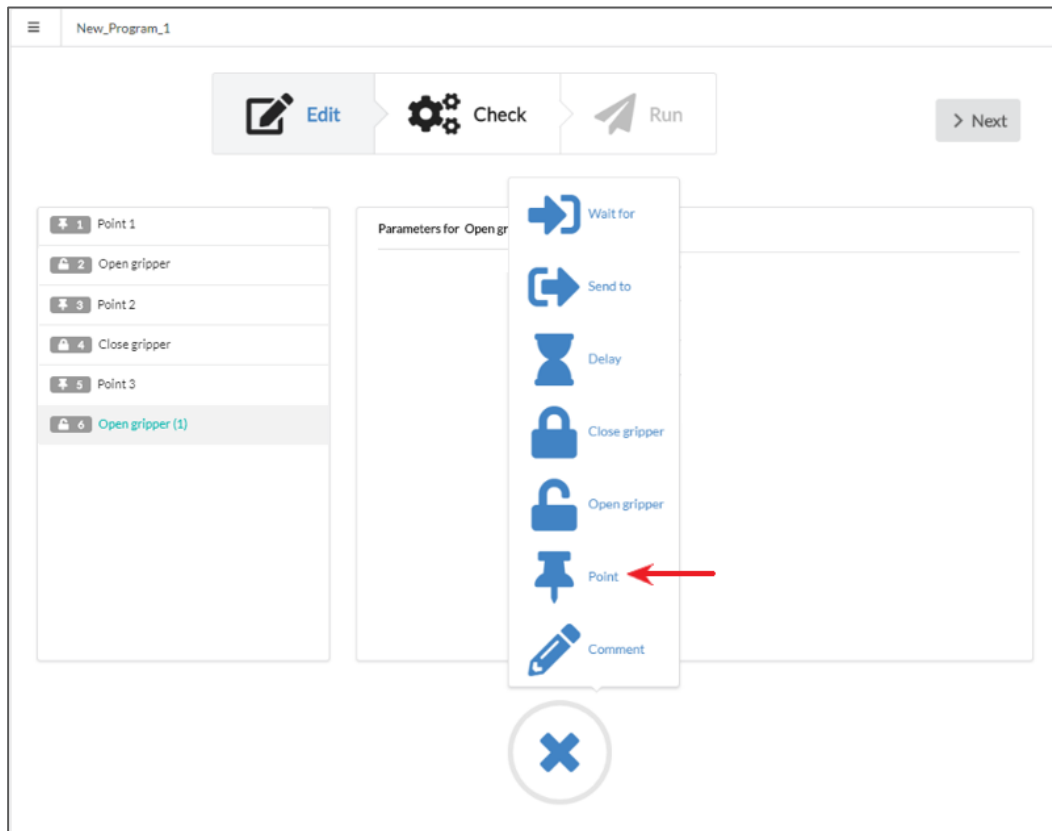 New_Program_1
Edit
Check
Run
Next
1 Point 1
2 Open gripper
3 Point 2
4 Close gripper
5 Point 3
6 Open gripper (1)
Parameters for Open gr
Wait for
Send to
Delay
Close gripper
Open gripper
Point
Comment